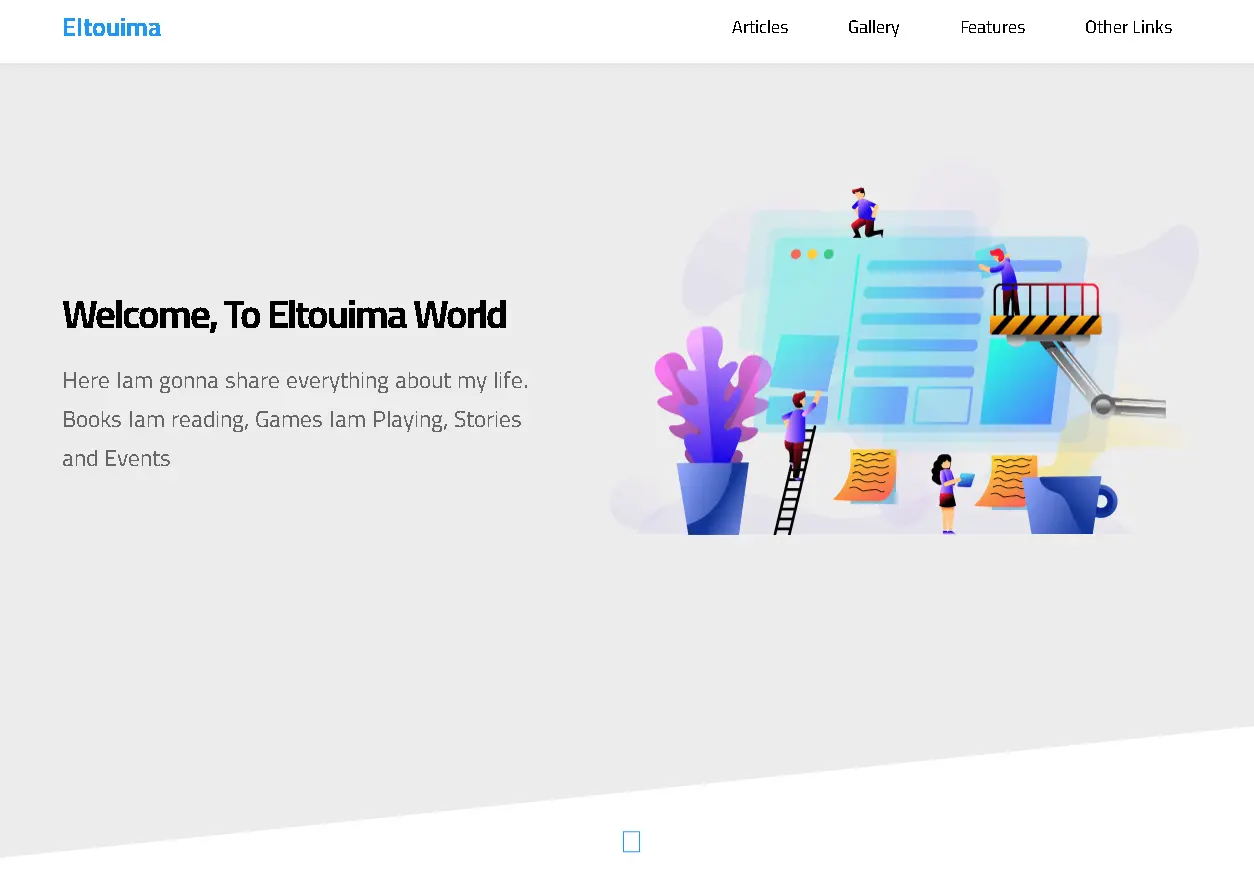 Eltouima
Articles Gallery Features Other Links
Welcome, To Eltouima World
Here Iam gonna share everything about my life.
Books Iam reading, Games Iam Playing, Stories
and Events